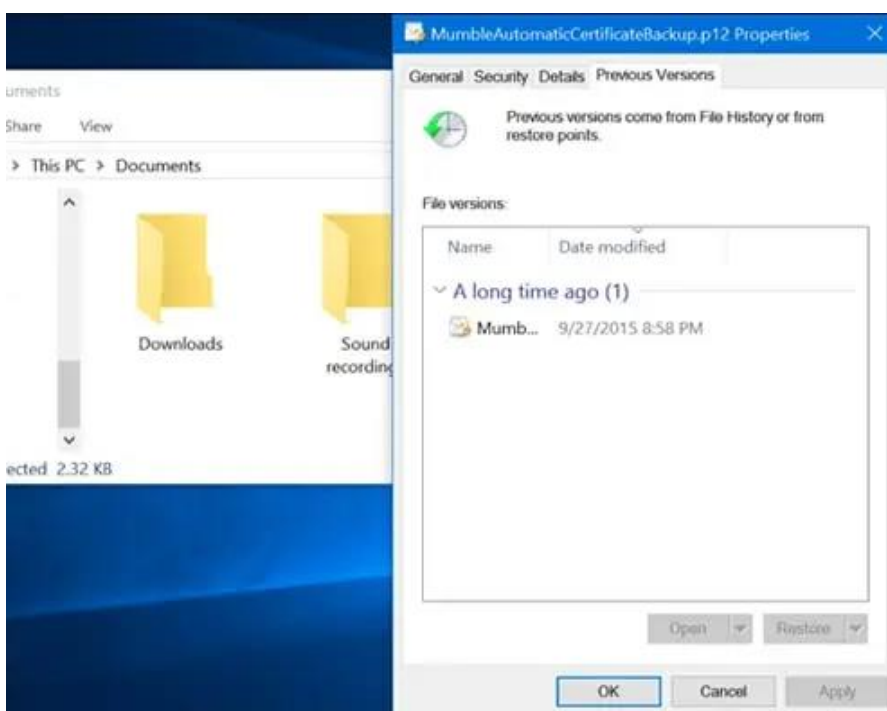 MumbleAutomaticCertificateBackup.p12 Properties
General Security Details Previous Versions
uments
Share View
> This PC > Documents
Previous versions come from File History or from
restore points.
File versions:
Name Date modified
A long time ago (1)
Mumb... 9/27/2015 8:58 PM
Downloads
Sound
recording
ected 2.32 KB
Open Restore
OK Cancel Apply